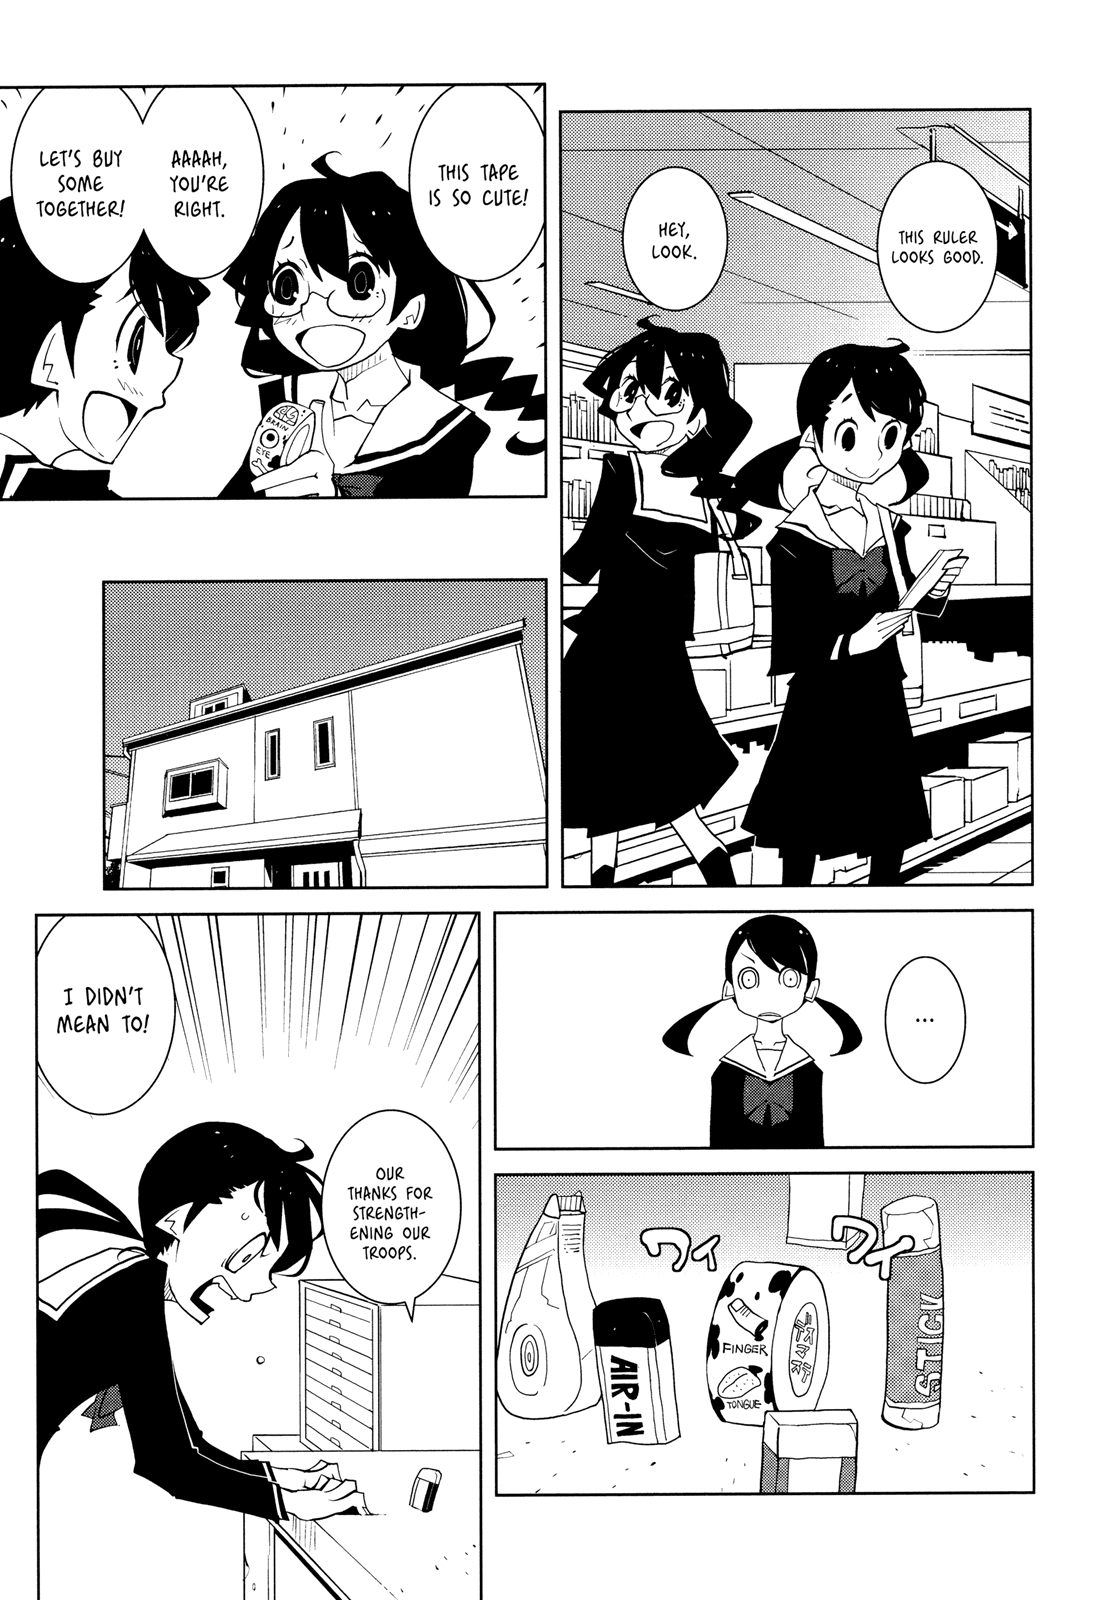 THIS RULER
LOOKS GOOD.
HEY,
LOOK.
THIS TAPE
IS SO CUTE!
AAAAH,
YOU'RE
RIGHT.
LET'S BUY
SOME
TOGETHER!
BRAIN
EYE
...
ワイ
ワイ
AIR-IN
FINGER
TONGUE
STICK
OUR
THANKS FOR
STRENGTH-
ENING OUR
TROOPS.
I DIDN'T
MEAN TO!